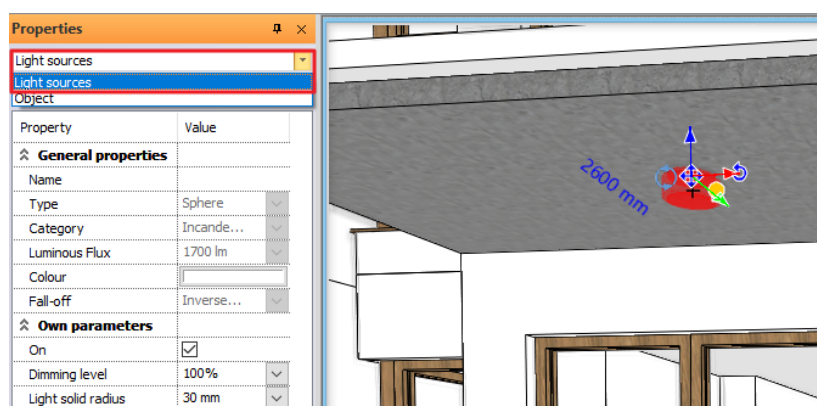 Properties
Light sources
Light sources
Object
Property Value
General properties
Name
Type Sphere
Category Incande...
Luminous Flux 1700 lm
Colour
Fall-off Inverse...
Own parameters
On
Dimming level 100%
Light solid radius 30 mm
2600 mm